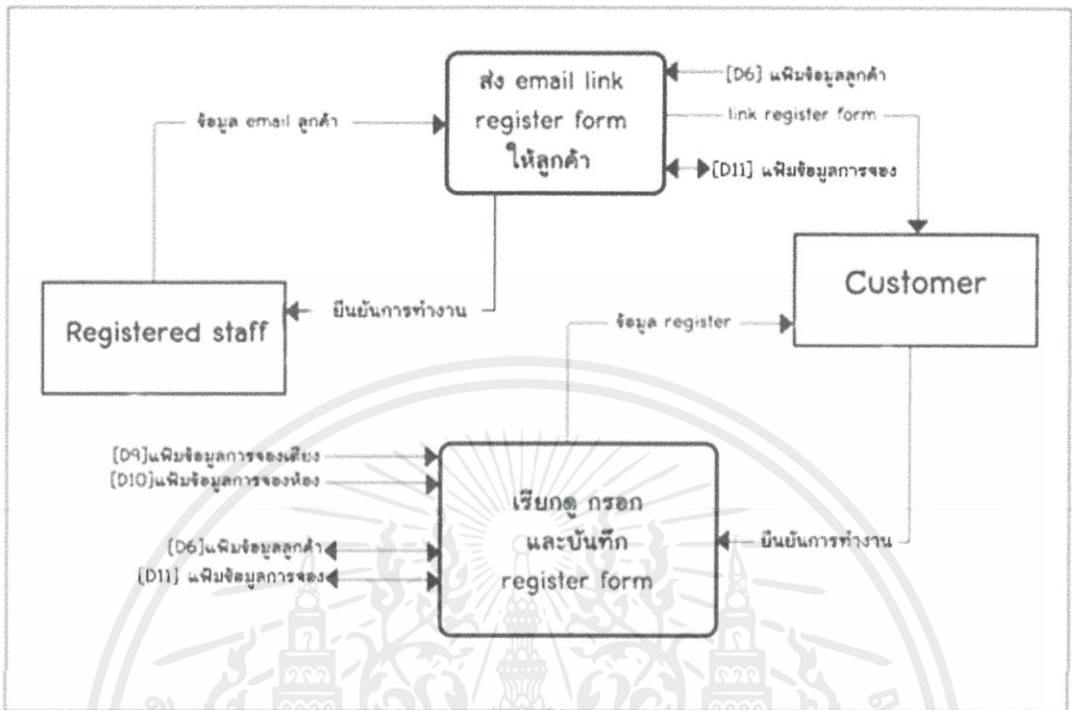 ส่ง email link
register form
ให้ลูกค้า
[D6] แฟ้มข้อมูลลูกค้า
link register form
[D11] แฟ้มข้อมูลการจอง
ข้อมูล email ลูกค้า
Customer
Registered staff
ยืนยันการทำงาน
ข้อมูล register
[D9]แฟ้มข้อมูลการจองเตียง
[D10]แฟ้มข้อมูลการจองห้อง
[D6]แฟ้มข้อมูลลูกค้า
[D11] แฟ้มข้อมูลการจอง
เรียกดู กรอก
และบันทึก
register form
ยืนยันการทำงาน